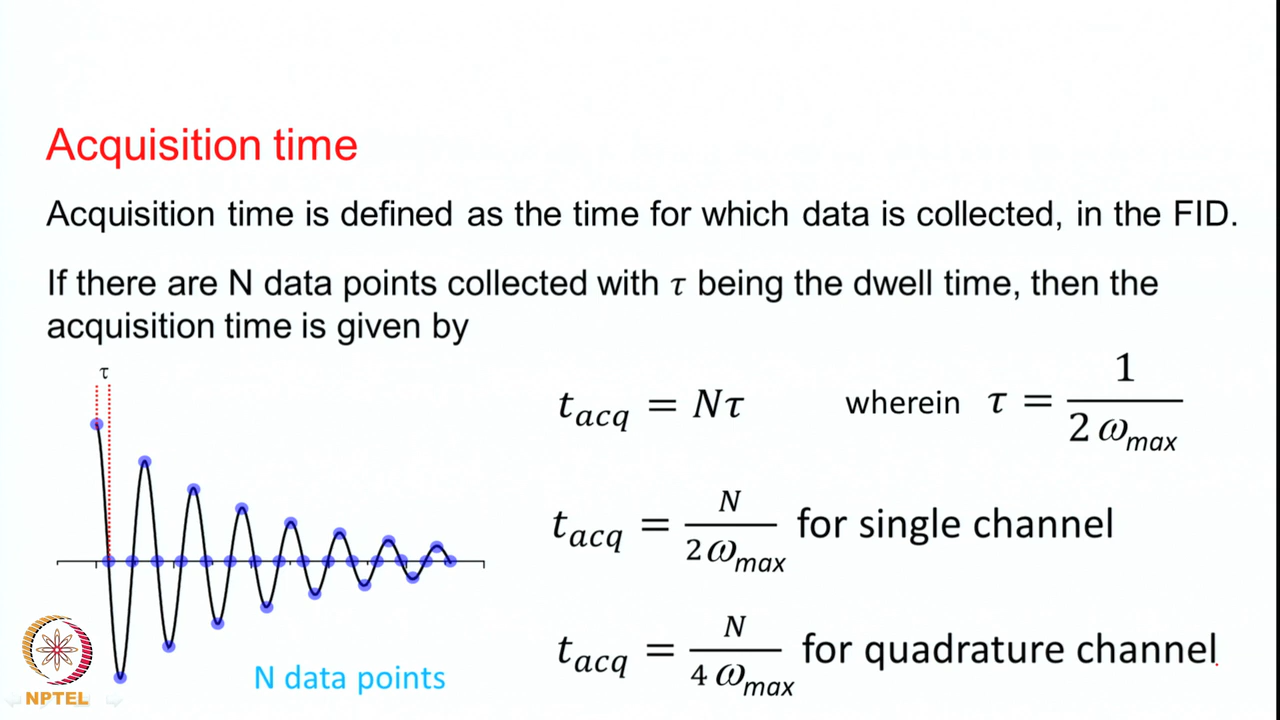 Acquisition time
Acquisition time is defined as the time for which data is collected, in the FID.
If there are N data points collected with τ being the dwell time, then the
acquisition time is given by
τ
t_acq = Nτ wherein τ = 1 / 2 ω_max
t_acq = N / 2 ω_max for single channel
t_acq = N / 4 ω_max for quadrature channel
N data points
NPTEL